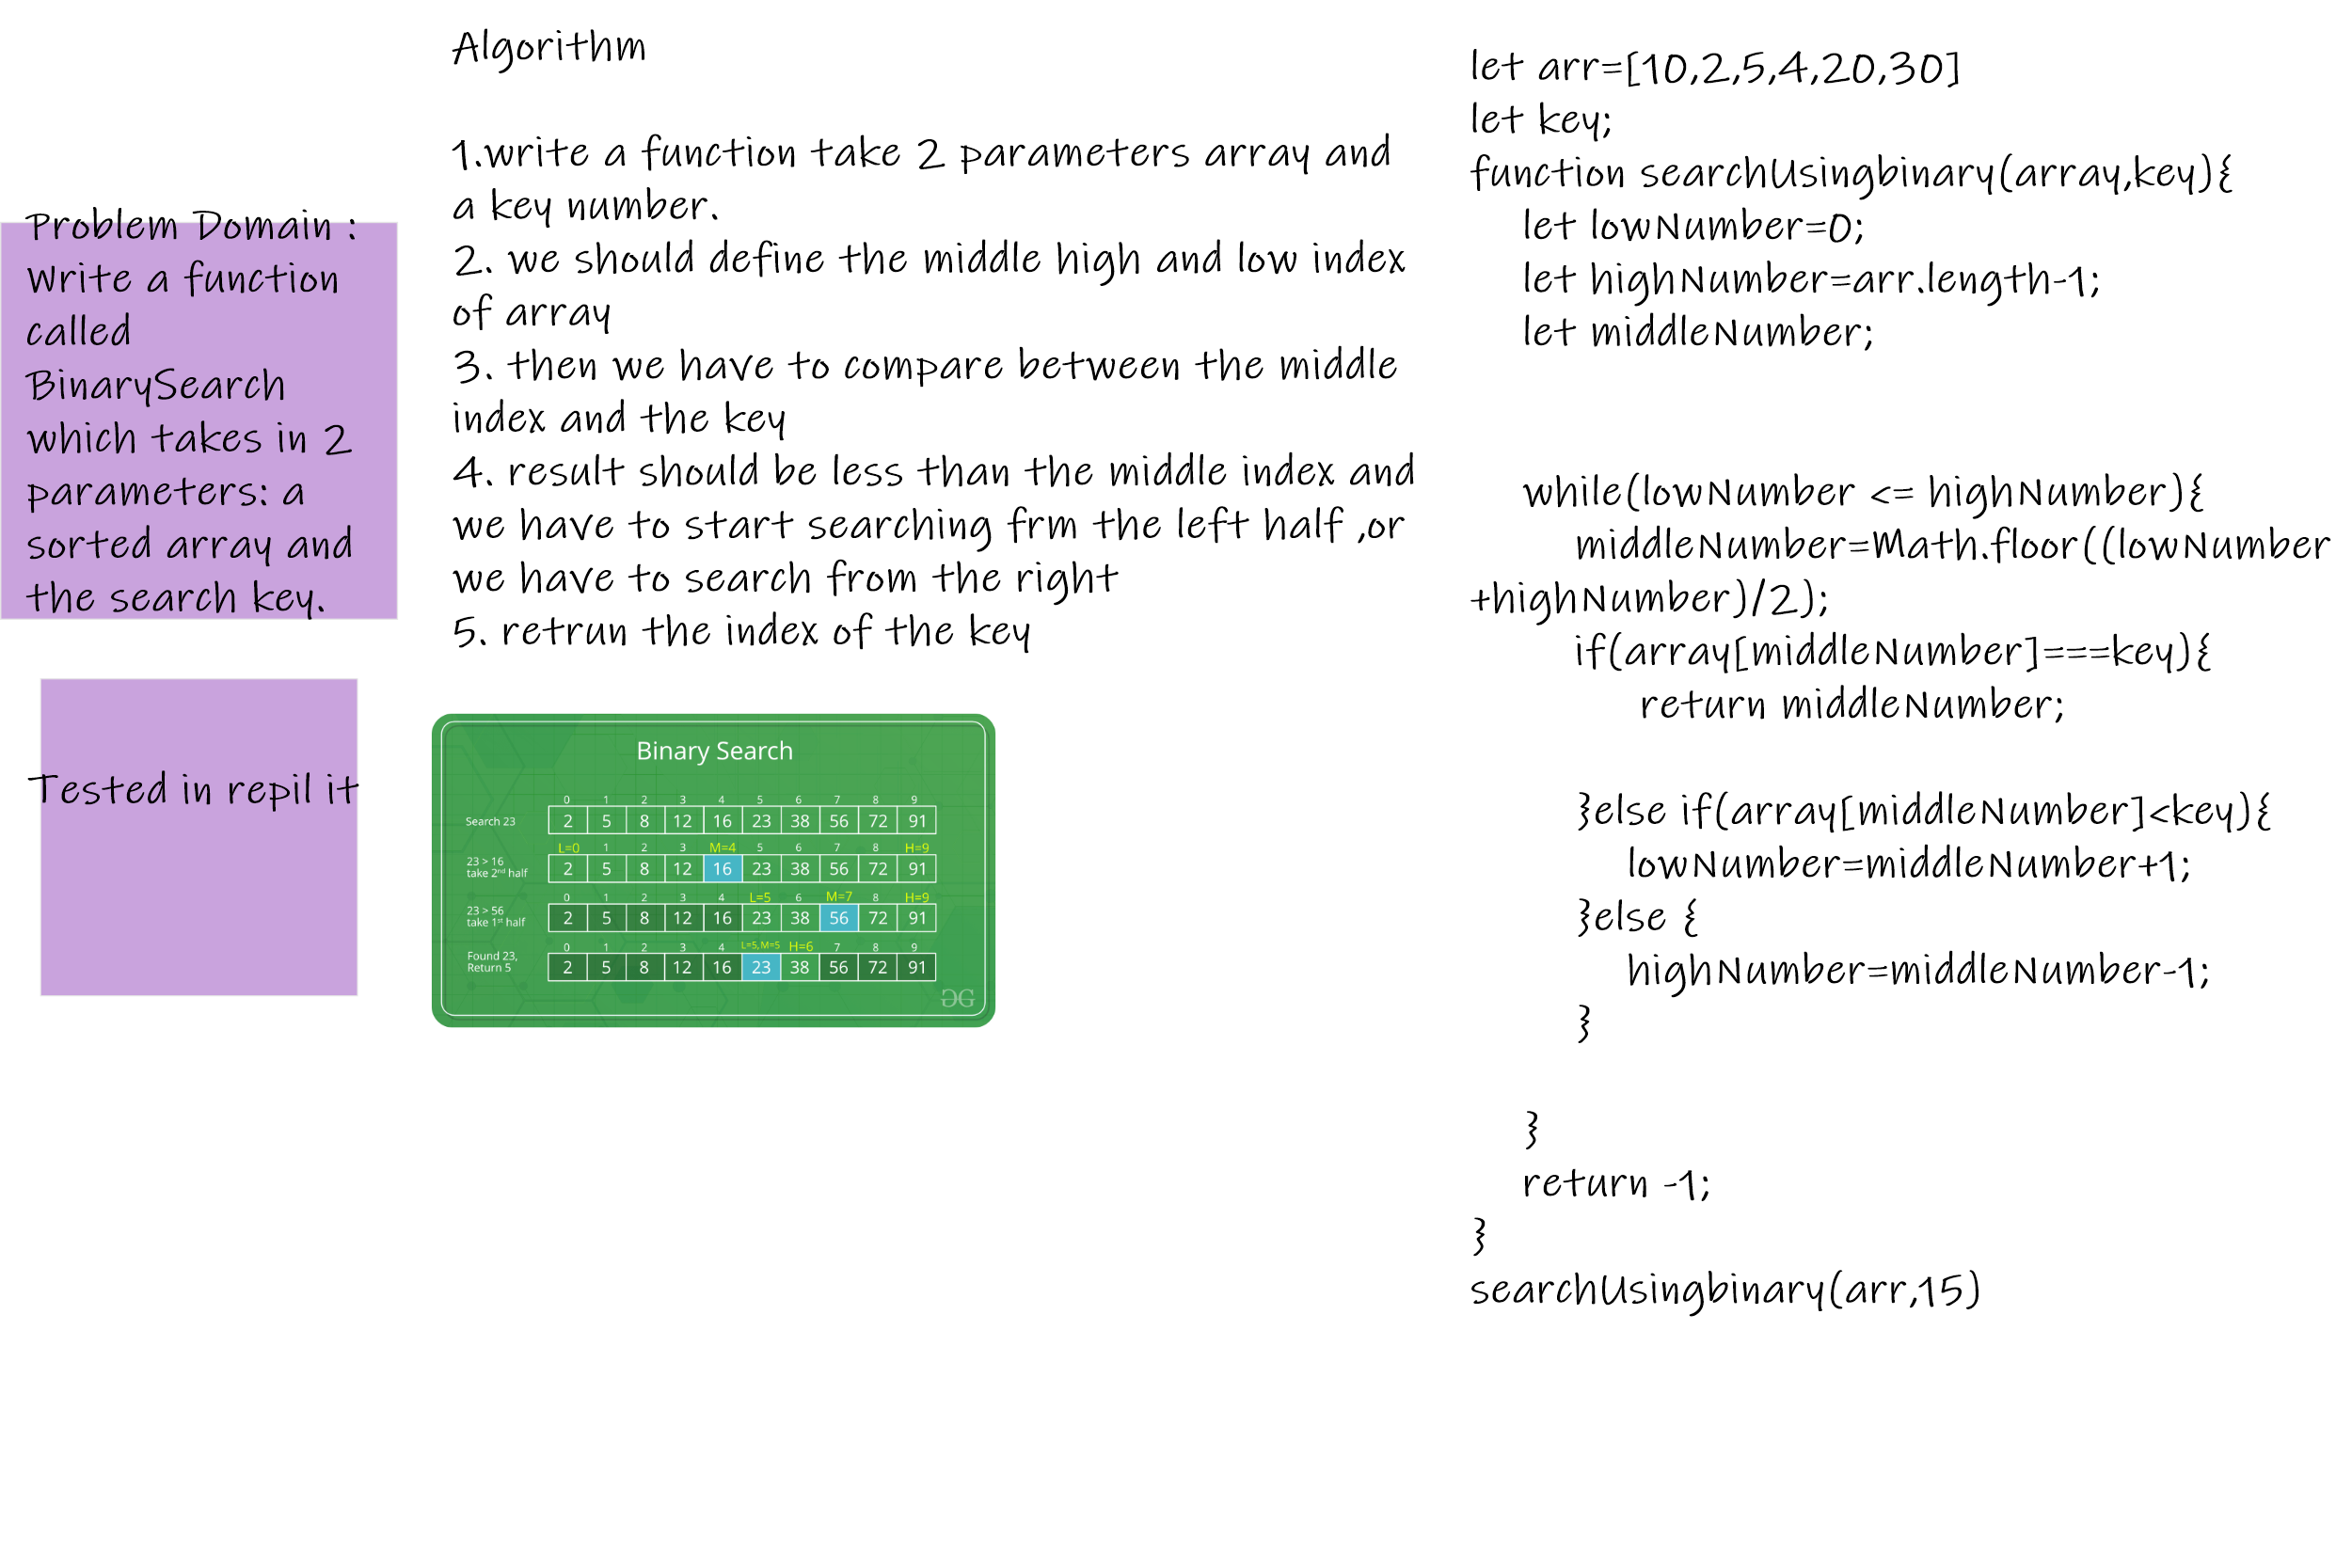 Problem Domain :
Write a function
called
BinarySearch
which takes in 2
parameters: a
sorted array and
the search key.
Tested in repil it
Algorithm
1.write a function take 2 parameters array and
a key number.
2. we should define the middle high and low index
of array
3. then we have to compare between the middle
index and the key
4. result should be less than the middle index and
we have to start searching frm the left half ,or
we have to search from the right
5. retrun the index of the key
Binary Search
0 1 2 3 4 5 6 7 8 9
Search 23 2 5 8 12 16 23 38 56 72 91
L=0 1 2 3 M=4 5 6 7 8 H=9
23 > 16
take 2nd half 2 5 8 12 16 23 38 56 72 91
0 1 2 3 4 L=5 6 M=7 8 H=9
23 > 56
take 1st half 2 5 8 12 16 23 38 56 72 91
0 1 2 3 4 L=5, M=5 H=6 7 8 9
Found 23,
Return 5 2 5 8 12 16 23 38 56 72 91
GG
let arr=[10,2,5,4,20,30]
let key;
function searchUsingbinary(array,key){
let lowNumber=0;
let highNumber=arr.length-1;
let middleNumber;
while(lowNumber <= highNumber){
middleNumber=Math.floor((lowNumber
+highNumber)/2);
if(array[middleNumber]===key){
return middleNumber;
}else if(array[middleNumber]<key){
lowNumber=middleNumber+1;
}else {
highNumber=middleNumber-1;
}
}
return -1;
}
searchUsingbinary(arr,15)